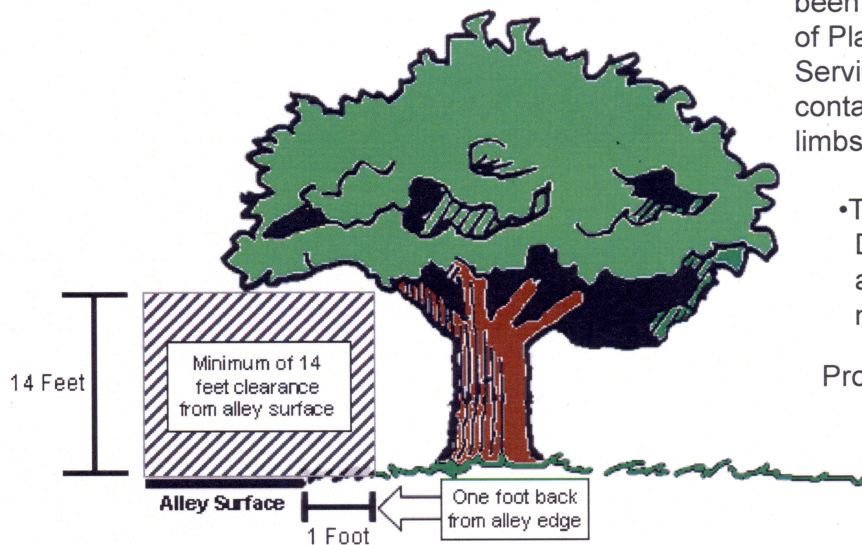 been
of Pla
Servi
conta
limbs
•T
D
a
Pro
14 Feet
Minimum of 14
feet clearance
from alley surface
Alley Surface
1 Foot
One foot back
from alley edge